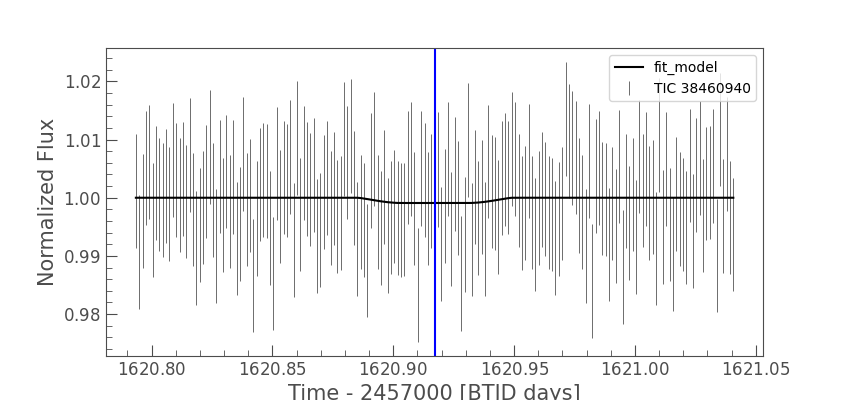 fit_model
TIC 38460940
1.02
1.01
1.00
0.99
0.98
Normalized Flux
1620.80 1620.85 1620.90 1620.95 1621.00 1621.05
Time - 2457000 [BTJD days]